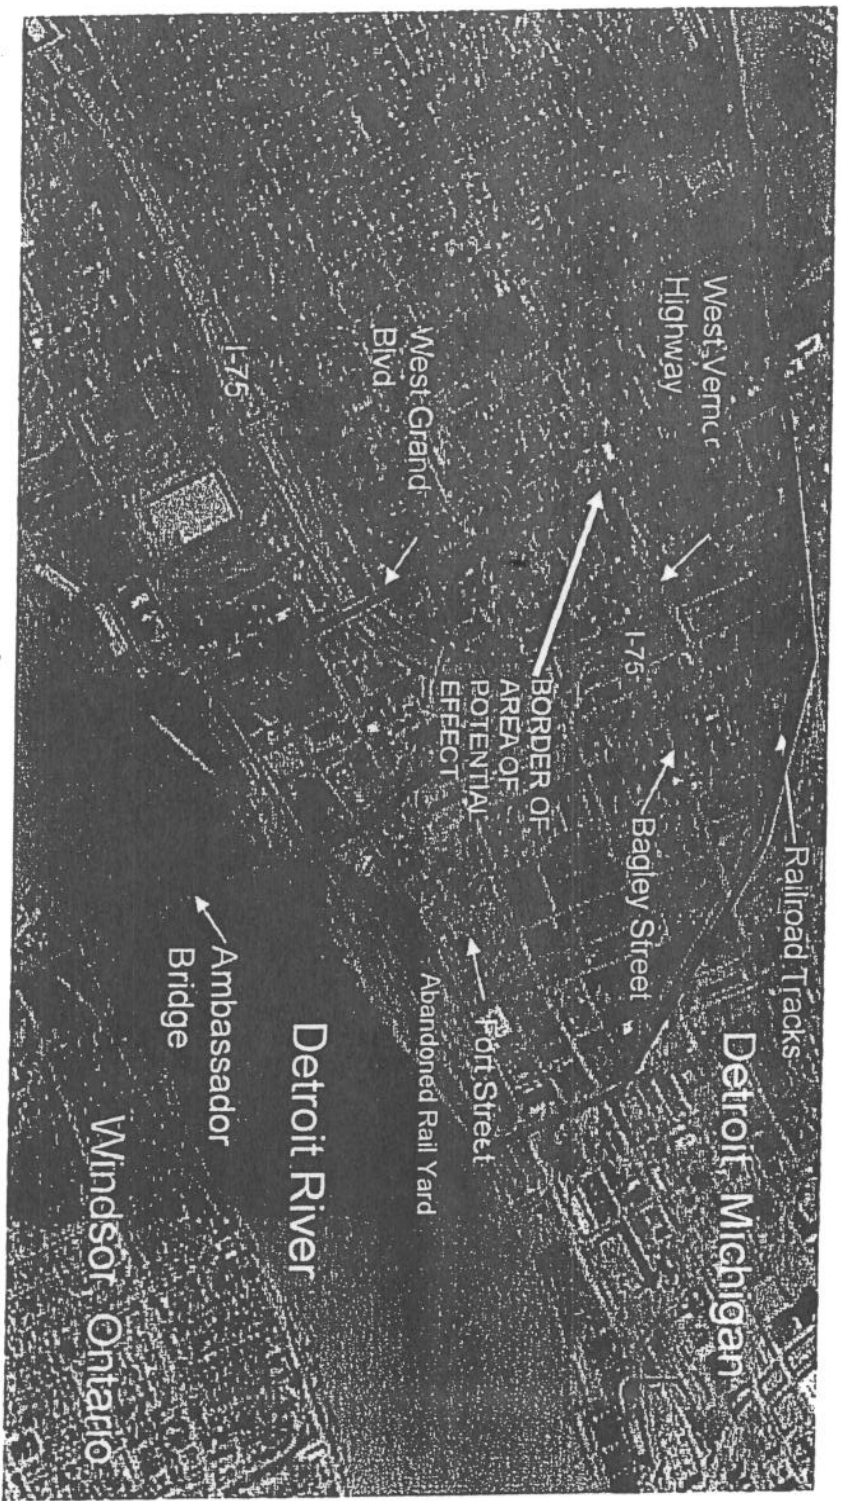 Railroad Tracks
Detroit, Michigan
West Vernor
Highway
Bagley Street
I-75
BORDER OF
AREA OF
POTENTIAL
EFFECT
Fort Street
Abandoned Rail Yard
West Grand
Blvd
Detroit River
I-75
Ambassador
Bridge
Windsor, Ontario